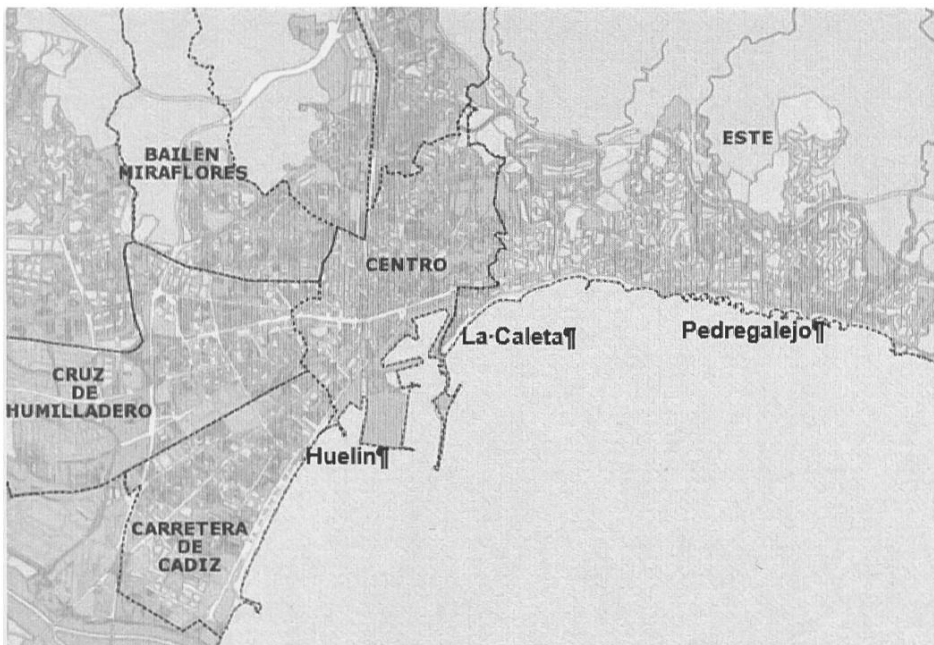 ESTE
BAILEN
MIRAFLORES
CENTRO
La·Caleta¶
Pedregalejo¶
CRUZ
DE
HUMILLADERO
Huelin¶
CARRETERA
DE
CADIZ